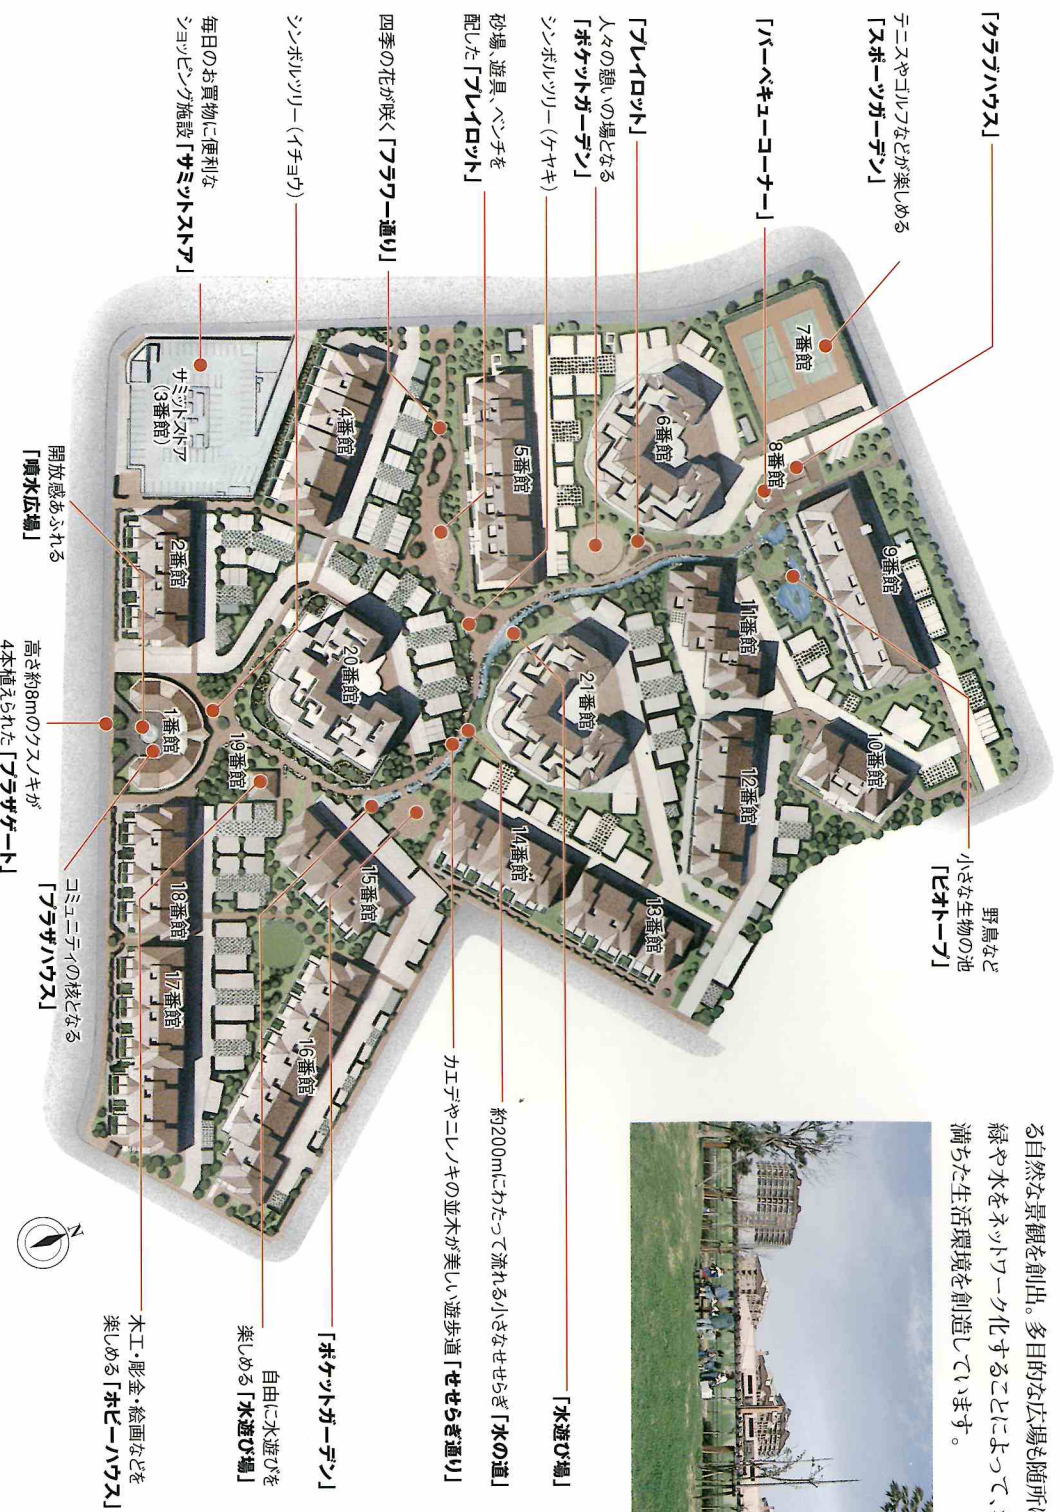 「クラブハウス」
テニスやゴルフなどが楽しめる
「スポーツガーデン」
「バーベキューコーナー」
「プレイロット」
人々の憩いの場となる
「ポケットガーデン」
シンボルツリー(ケヤキ)
砂場、遊具、ベンチを
配した「プレイロット」
四季の花が咲く「フラワー通り」
シンボルツリー(イチョウ)
毎日のお買物に便利な
ショッピング施設「サミットストア」
7番館
8番館
6番館
9番館
5番館
4番館
サミットストア
(3番館)
2番館
11番館
10番館
21番館
12番館
20番館
1番館
19番館
14番館
13番館
15番館
18番館
17番館
16番館
開放感あふれる
「噴水広場」
高さ約8mのクスノキが
4本植えられた「プラザゲート」
コミュニティの核となる
「プラザハウス」
野鳥など
小さな生物の池
「ビオトープ」
「水遊び場」
約200mにわたって流れる小さなせせらぎ「水の道」
カエデやニレノキの並木が美しい遊歩道「せせらぎ通り」
「ポケットガーデン」
自由に水遊びを
楽しめる「水遊び場」
木工・彫金・絵画などを
楽しめる「ホビーハウス」
N
る自然な景観を創出。多目的な広場も随所
緑や水をネットワーク化することによって
満ちた生活環境を創造しています。